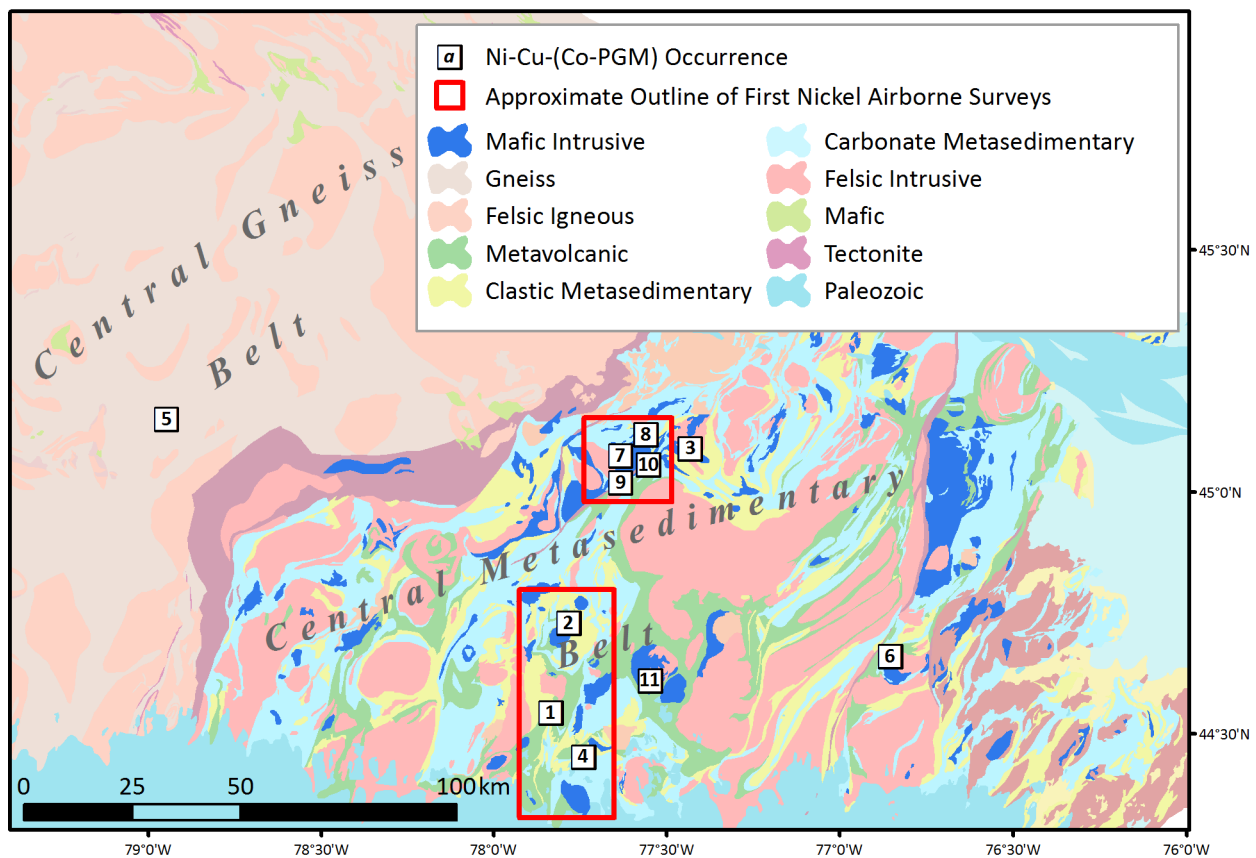 a Ni-Cu-(Co-PGM) Occurrence
Approximate Outline of First Nickel Airborne Surveys
Mafic Intrusive
Carbonate Metasedimentary
Gneiss
Felsic Intrusive
Felsic Igneous
Mafic
Metavolcanic
Tectonite
Clastic Metasedimentary
Paleozoic
Central Gneiss
Belt
45°30'N
5
8
3
7
10
9
45°0'N
Central Metasedimentary
Belt
2
6
11
1
4
44°30'N
0 25 50 100 km
79°0'W 78°30'W 78°0'W 77°30'W 77°0'W 76°30'W 76°0'W